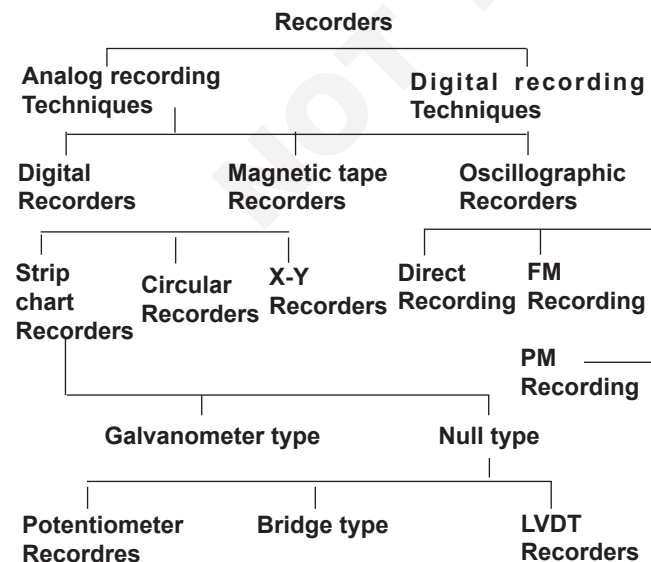 Recorders
Analog recording
Techniques
Digital recording
Techniques
Digital
Recorders
Magnetic tape
Recorders
Oscillographic
Recorders
Strip
chart
Recorders
Circular
Recorders
X-Y
Recorders
Direct
Recording
FM
Recording
PM
Recording
Galvanometer type
Null type
Potentiometer
Recordres
Bridge type
LVDT
Recorders
NOT